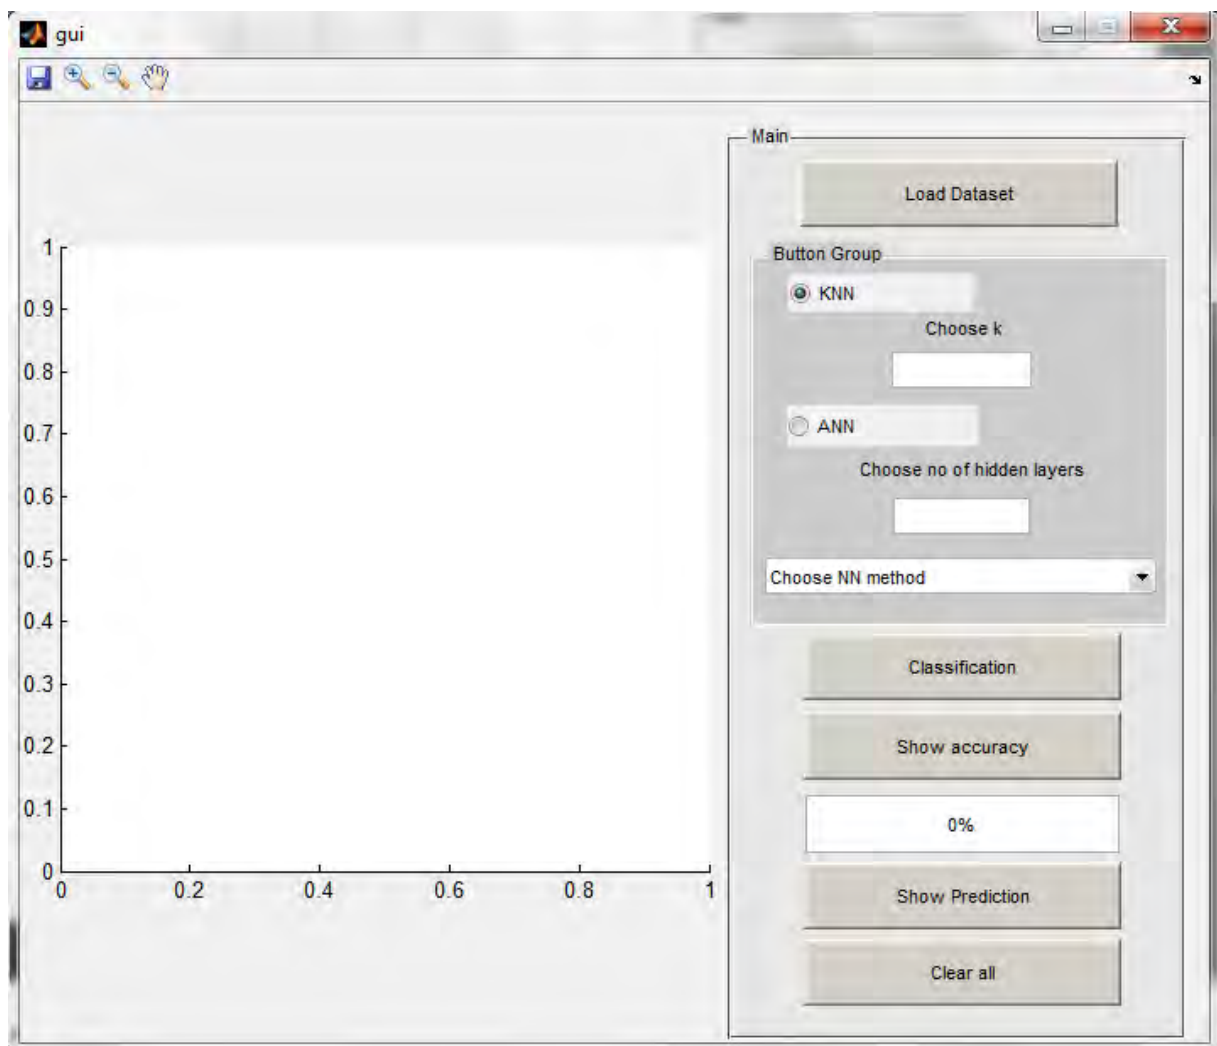 gui
Main
Load Dataset
Button Group
KNN
Choose k
ANN
Choose no of hidden layers
Choose NN method
Classification
Show accuracy
0%
Show Prediction
Clear all
1
0.9
0.8
0.7
0.6
0.5
0.4
0.3
0.2
0.1
0
0 0.2 0.4 0.6 0.8 1